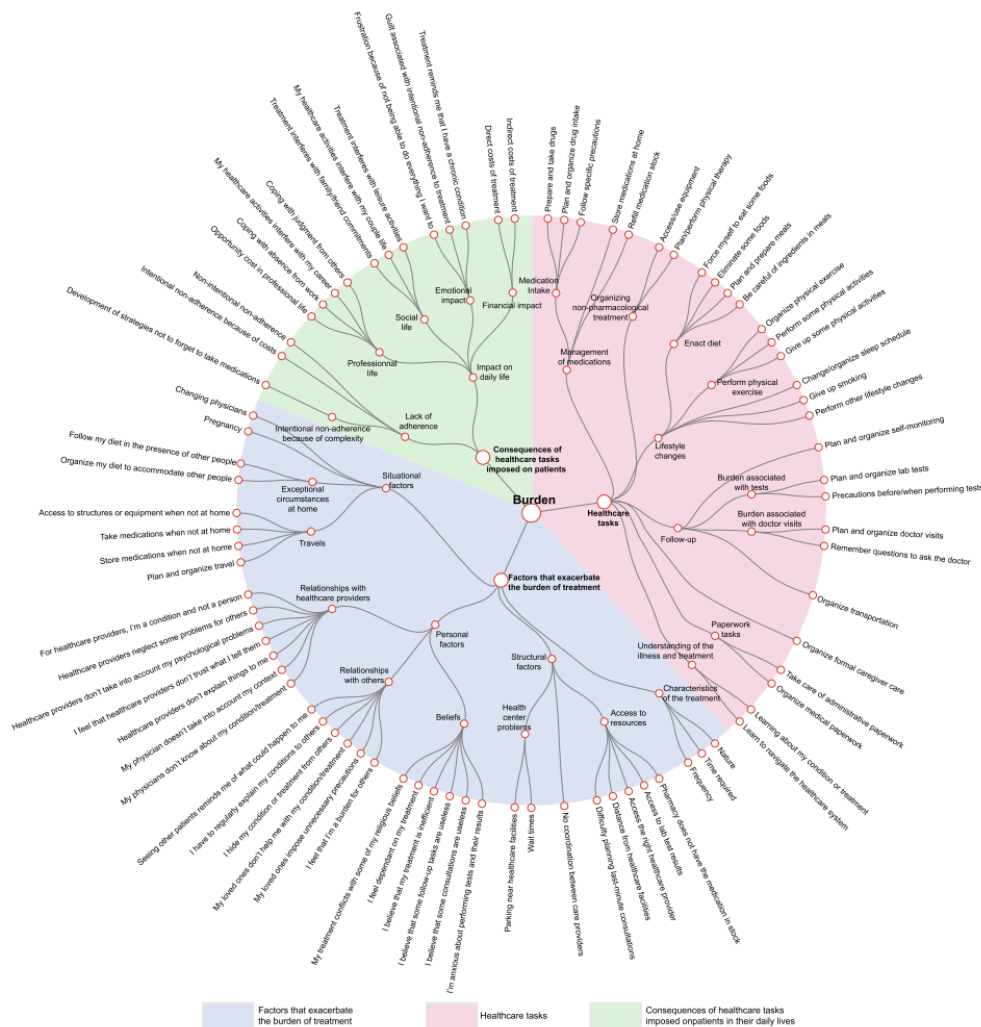 Burden
Consequences of
healthcare tasks
imposed on patients
Impact on
daily life
Financial impact
Indirect costs of treatment
Direct costs of treatment
Emotional
impact
Treatment reminds me that I have a chronic condition
Guilt associated with intentional non-adherence to treatment
Frustration because of not being able to do everything I want to
Social
life
Treatment interferes with leisure activities
My healthcare activities interfere with my couple life
Treatment interferes with family/friend commitments
Professionnal
life
Coping with judgment from others
My healthcare activities interfere with my career
Coping with absence from work
Opportunity cost in professional life
Lack of
adherence
Non-intentional non-adherence
Intentional non-adherence because of costs
Intentional non-adherence
because of complexity
Development of strategies not to forget to take medications
Healthcare
tasks
Management
of medications
Medication
Intake
Prepare and take drugs
Plan and organize drug intake
Follow specific precautions
Store medications at home
Refill medication stock
Organizing
non-pharmacological
treatment
Access/use equipment
Plan/perform physical therapy
Lifestyle
changes
Enact diet
Force myself to eat some foods
Eliminate some foods
Plan and prepare meals
Be careful of ingredients in meals
Perform physical
exercise
Organize physical exercise
Perform some physical activities
Give up some physical activities
Change/organize sleep schedule
Give up smoking
Perform other lifestyle changes
Follow-up
Plan and organize self-monitoring
Burden associated
with tests
Plan and organize lab tests
Precautions before/when performing tests
Burden associated
with doctor visits
Plan and organize doctor visits
Remember questions to ask the doctor
Organize transportation
Organize formal caregiver care
Paperwork
tasks
Take care of administrative paperwork
Organize medical paperwork
Understanding of the
illness and treatment
Learning about my condition or treatment
Learn to navigate the healthcare system
Factors that exacerbate
the burden of treatment
Characteristics
of the treatment
Nature
Time required
Frequency
Structural
factors
Access to
resources
Pharmacy does not have the medication in stock
Access to lab test results
Access the right healthcare provider
Distance from healthcare facilities
Difficulty planning last-minute consultations
No coordination between care providers
Health
center
problems
Wait times
Parking near healthcare facilities
Personal
factors
Beliefs
I'm anxious about performing tests and their results
I believe that some consultations are useless
I believe that some follow-up tasks are useless
I believe that my treatment is inefficient
I feel dependant on my treatment
My treatment conflicts with some of my religious beliefs
Relationships
with others
I feel that I'm a burden for others
My loved ones impose unnecessary precautions
My loved ones don't help me with my condition/treatment
I hide my condition or treatment from others
I have to regularly explain my conditions to others
Seeing other patients reminds me of what could happen to me
Relationships with
healthcare providers
My physicians don't know about my condition/treatment
My physician doesn't take into account my context
Healthcare providers don't explain things to me
I feel that healthcare providers don't trust what I tell them
Healthcare providers don't take into account my psychological problems
Healthcare providers neglect some problems for others
For healthcare providers, I'm a condition and not a person
Situational
factors
Travels
Plan and organize travel
Store medications when not at home
Take medications when not at home
Access to structures or equipment when not at home
Exceptional
circumstances
at home
Organize my diet to accommodate other people
Follow my diet in the presence of other people
Pregnancy
Changing physicians
Factors that exacerbate
the burden of treatment
Healthcare tasks
Consequences of healthcare tasks
imposed onpatients in their daily lives